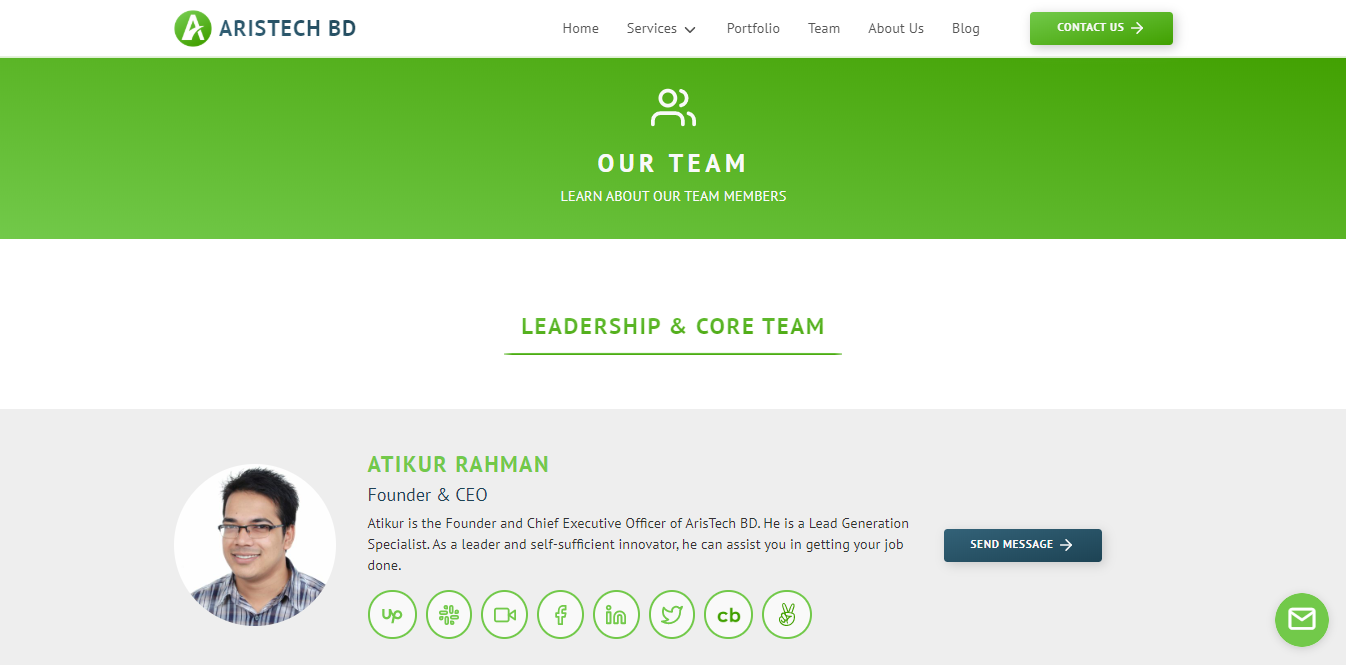 ARISTECH BD
Home Services Portfolio Team About Us Blog
CONTACT US
OUR TEAM
LEARN ABOUT OUR TEAM MEMBERS
LEADERSHIP & CORE TEAM
ATIKUR RAHMAN
Founder & CEO
Atikur is the Founder and Chief Executive Officer of ArisTech BD. He is a Lead Generation
Specialist. As a leader and self-sufficient innovator, he can assist you in getting your job
done.
SEND MESSAGE
up
f
in
cb